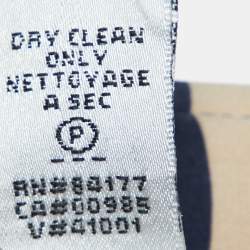 DRY CLEAN
ONLY
NETTOYAGE
A SEC
P
RN#84177
CA#00985
V#41001